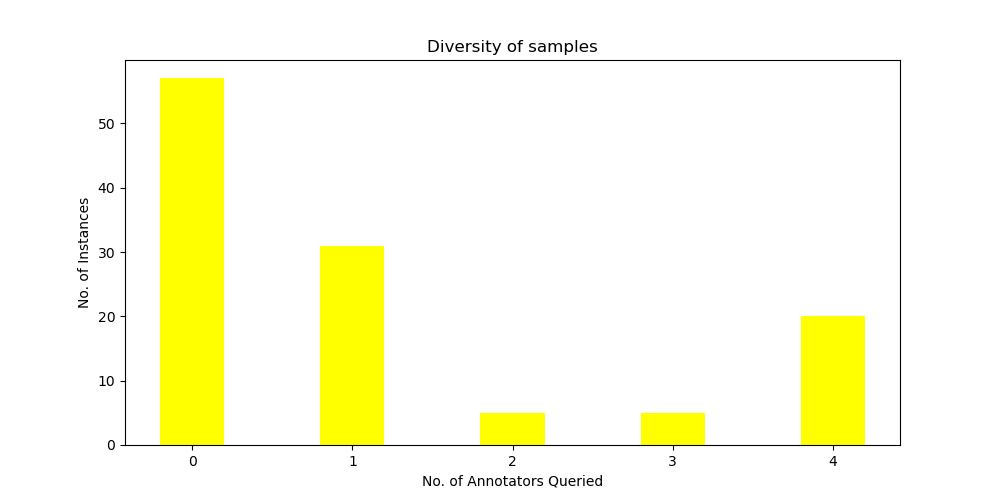 Diversity of samples
No. of Instances
50
40
30
20
10
0
0 1 2 3 4
No. of Annotators Queried